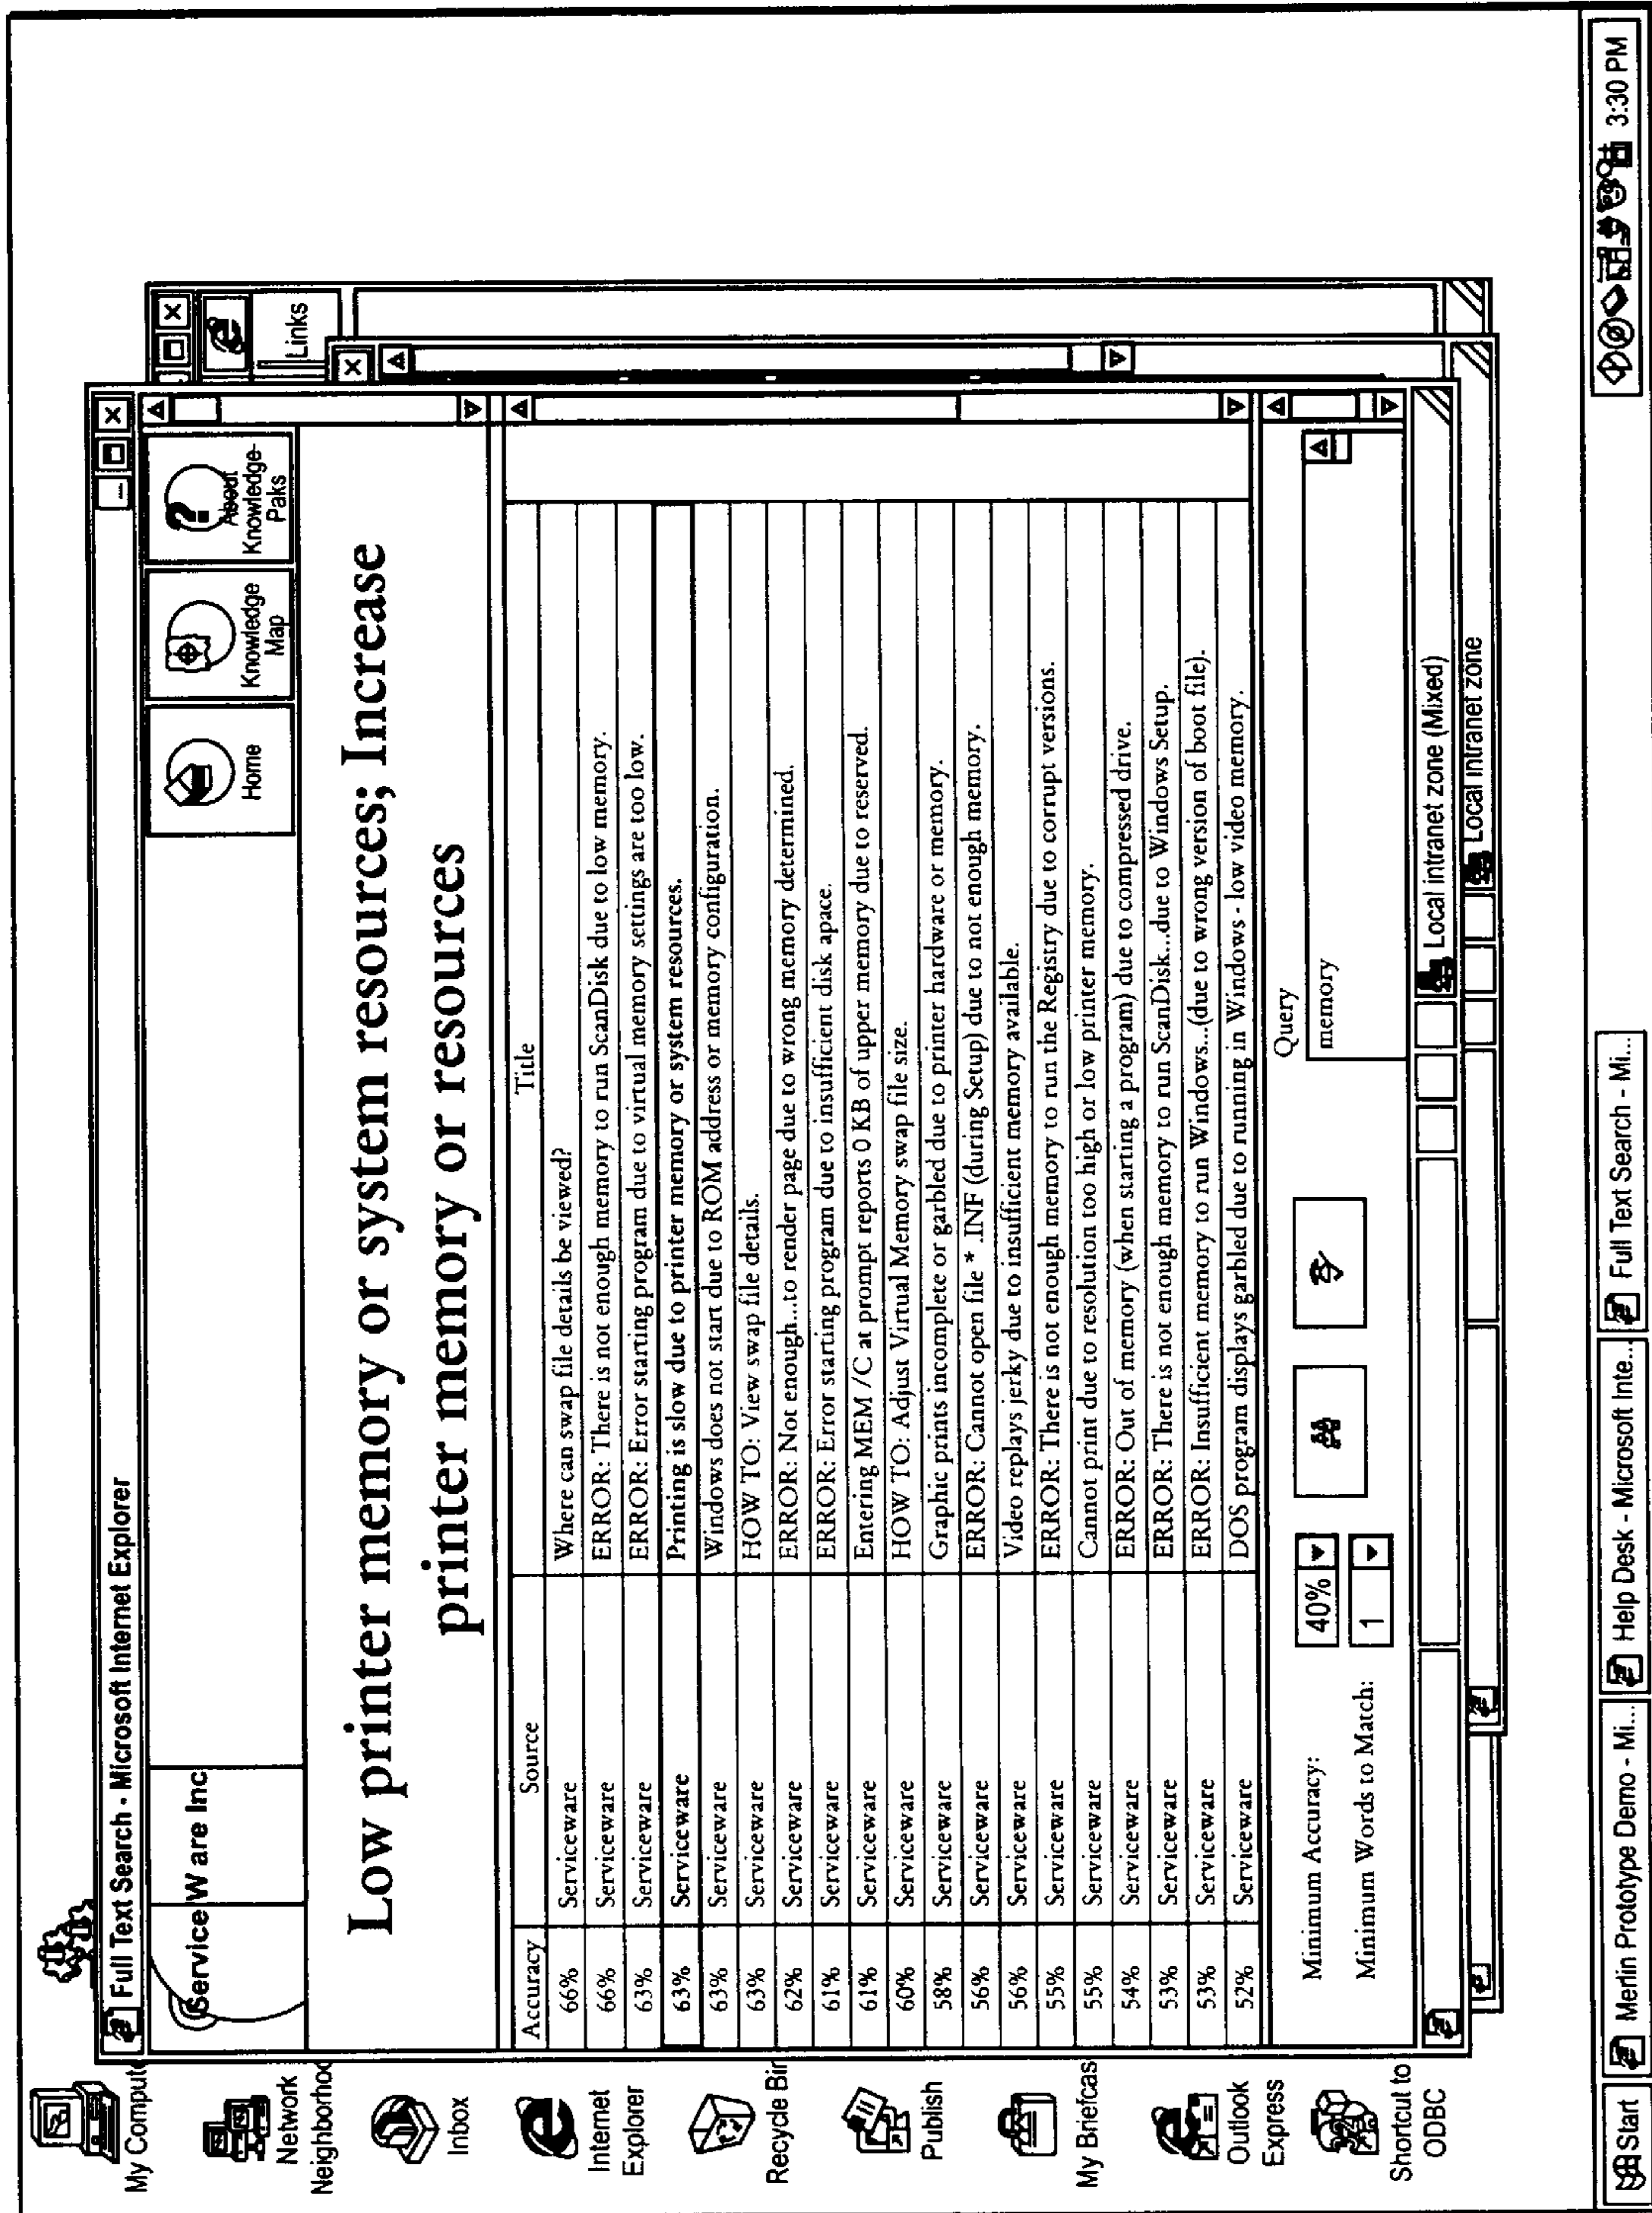 My Compute
Network
Neighborhoo
Inbox
Internet
Explorer
Recycle Bin
Publish
My Briefcas
Outlook
Express
Shortcut to
ODBC
Full Text Search - Microsoft Internet Explorer
ServiceWare Inc
Home
Knowledge
Map
About
Knowledge-
Paks
Links
Low printer memory or system resources; Increase
printer memory or resources
Accuracy Source Title
66% Serviceware Where can swap file details be viewed?
66% Serviceware ERROR: There is not enough memory to run ScanDisk due to low memory.
63% Serviceware ERROR: Error starting program due to virtual memory settings are too low.
63% Serviceware Printing is slow due to printer memory or system resources.
63% Serviceware Windows does not start due to ROM address or memory configuration.
63% Serviceware HOW TO: View swap file details.
62% Serviceware ERROR: Not enough...to render page due to wrong memory determined.
61% Serviceware ERROR: Error starting program due to insufficient disk apace.
61% Serviceware Entering MEM /C at prompt reports 0 KB of upper memory due to reserved.
60% Serviceware HOW TO: Adjust Virtual Memory swap file size.
58% Serviceware Graphic prints incomplete or garbled due to printer hardware or memory.
56% Serviceware ERROR: Cannot open file * .INF (during Setup) due to not enough memory.
56% Serviceware Video replays jerky due to insufficient memory available.
55% Serviceware ERROR: There is not enough memory to run the Registry due to corrupt versions.
55% Serviceware Cannot print due to resolution too high or low printer memory.
54% Serviceware ERROR: Out of memory (when starting a program) due to compressed drive.
53% Serviceware ERROR: There is not enough memory to run ScanDisk...due to Windows Setup.
53% Serviceware ERROR: Insufficient memory to run Windows...(due to wrong version of boot file).
52% Serviceware DOS program displays garbled due to running in Windows - low video memory.
Minimum Accuracy: 40%
Minimum Words to Match: 1
Query
memory
Local intranet zone (Mixed)
Local intranet zone
Start Merlin Prototype Demo - Mi... Help Desk - Microsoft Inte... Full Text Search - Mi... 3:30 PM